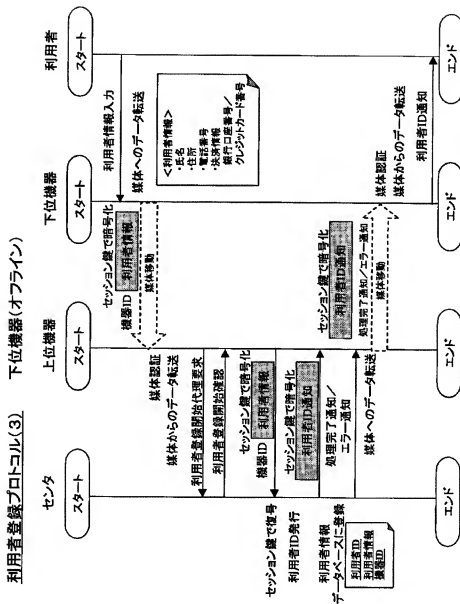 利用者登録プロトコル(3)
下位機器(オフライン)
センタ
上位機器
下位機器
利用者
スタート
スタート
スタート
スタート
利用者情報入力
媒体へのデータ転送
<利用者情報>
・氏名
・住所
・電話番号
・決済情報
銀行口座番号/
クレジットカード番号
セッション鍵で暗号化
機器ID
利用者情報
媒体移動
媒体認証
媒体からのデータ転送
利用者登録開始代理要求
利用者登録開始確認
セッション鍵で暗号化
機器ID
利用者情報
セッション鍵で復号
利用者ID発行
セッション鍵で暗号化
利用者ID通知
利用者情報
データベースに登録
利用者ID
利用者情報
機器ID
処理完了通知/
エラー通知
媒体へのデータ転送
セッション鍵で暗号化
利用者ID通知
処理完了通知/エラー通知
媒体移動
媒体認証
媒体からのデータ転送
利用者ID通知
エンド
エンド
エンド
エンド